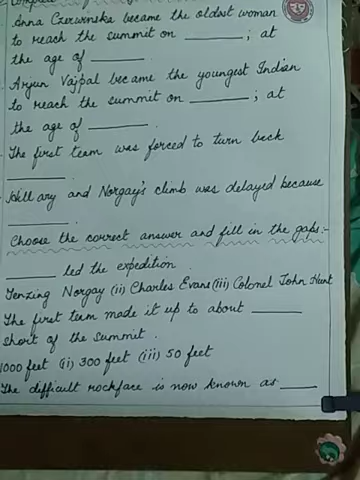 Anna Czerwinska became the oldest woman
to reach the summit on ______; at
the age of ______.
Arjun Vajpai became the youngest Indian
to reach the summit on ______; at
the age of ______.
The first team was forced to turn back
______.
Hillary and Norgay's climb was delayed because
______.
Choose the correct answer and fill in the gaps:-
______ led the expedition.
Tenzing Norgay (ii) Charles Evans (iii) Colonel John Hunt
The first team made it up to about ______
short of the summit.
1000 feet (ii) 300 feet (iii) 50 feet
The difficult rockface is now known as ______